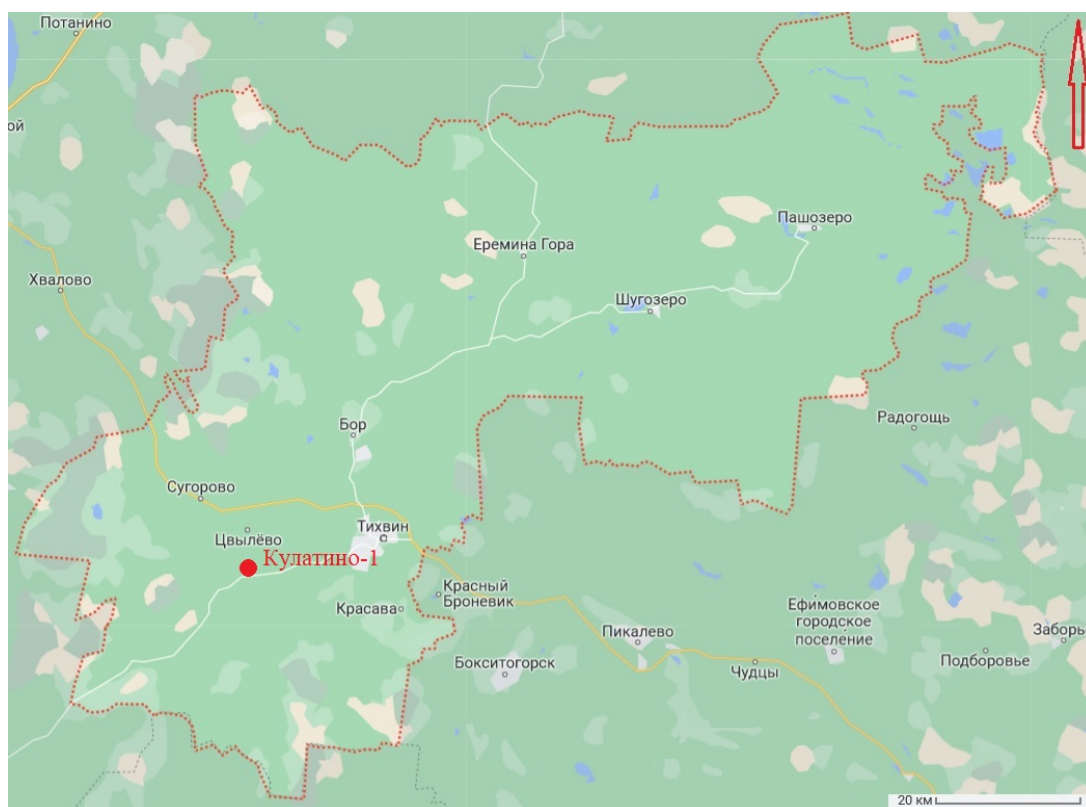 Потанино
ой
Пашозеро
Еремина Гора
Хвалово
Шугозеро
Радогощь
Бор
Сугорово
Тихвин
Цвылёво
Кулатино-1
Красный
Броневик
Красава
Ефимовское
городское
поселение
Пикалево
Заборь
Бокситогорск
Чудцы
Подборовье
20 км